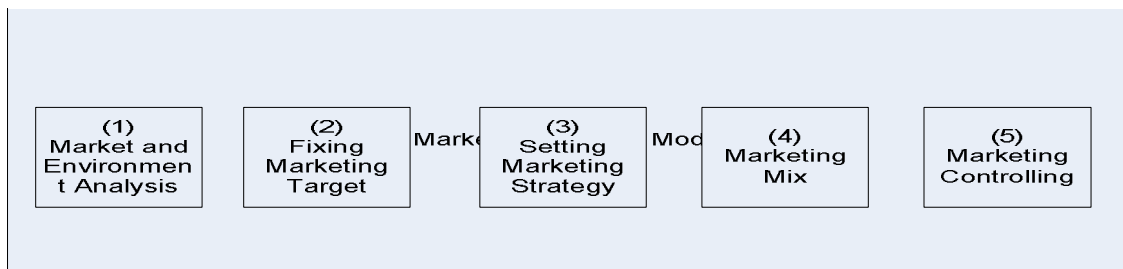 (1)
Market and
Environmen
t Analysis
(2)
Fixing
Marketing
Target
(3)
Setting
Marketing
Strategy
(4)
Marketing
Mix
(5)
Marketing
Controlling